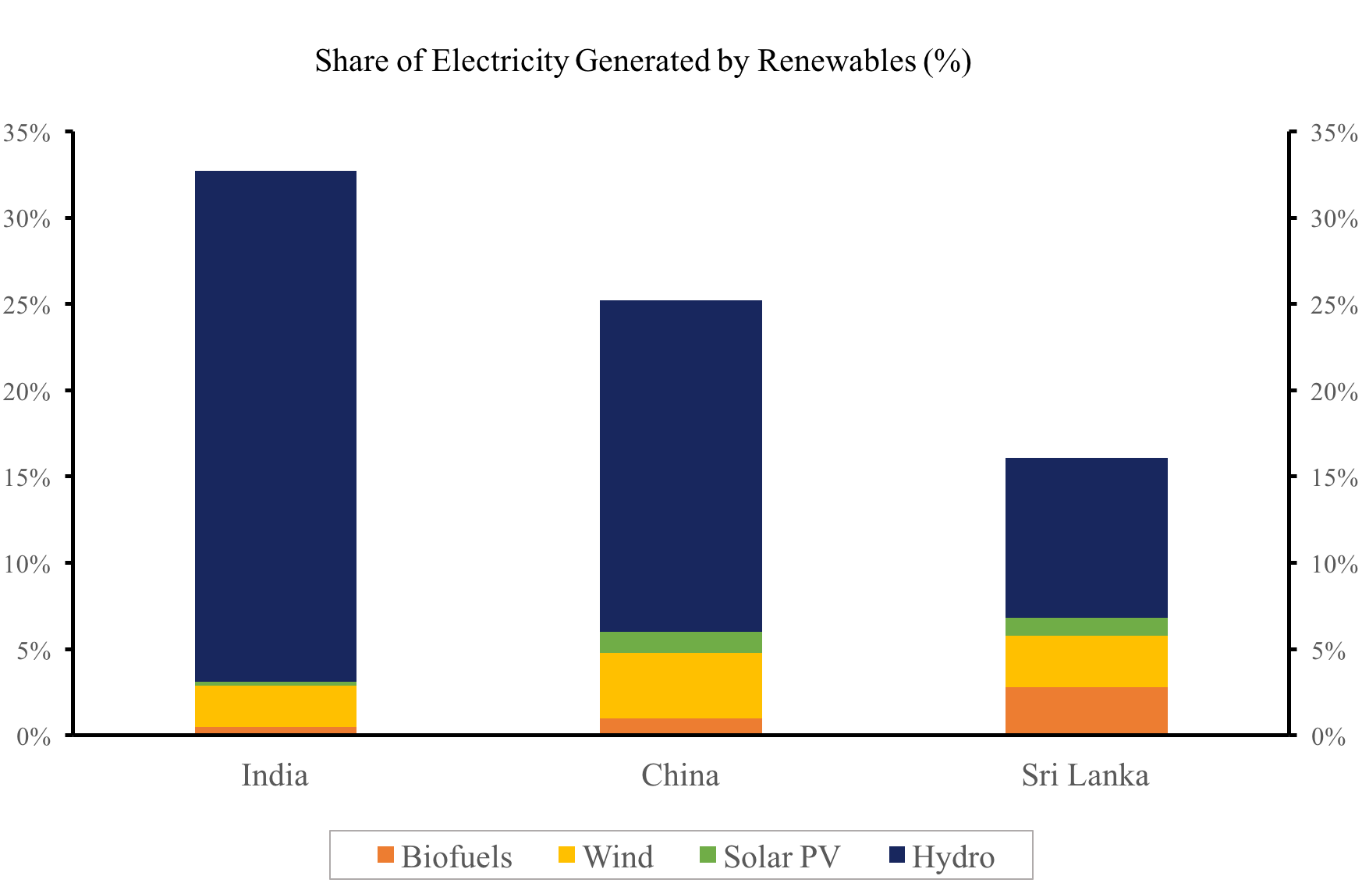 Share of Electricity Generated by Renewables (%)
35% 35%
30% 30%
25% 25%
20% 20%
15% 15%
10% 10%
5% 5%
0% 0%
India China Sri Lanka
Biofuels Wind Solar PV Hydro